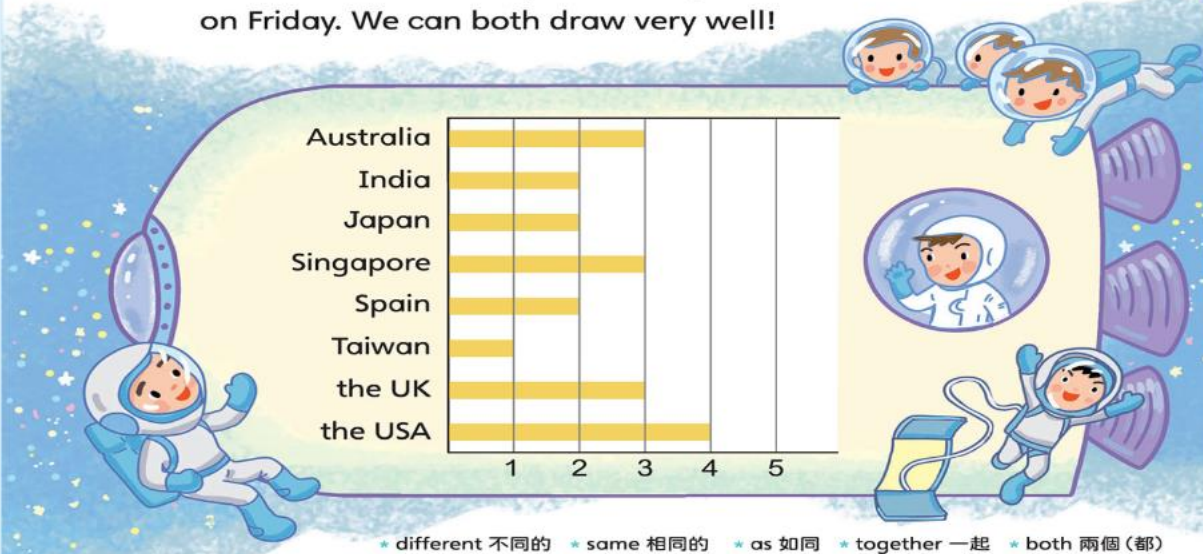 on Friday. We can both draw very well!
Australia
India
Japan
Singapore
Spain
Taiwan
the UK
the USA
1 2 3 4 5
* different 不同的 * same 相同的 * as 如同 * together 一起 * both 兩個(都)